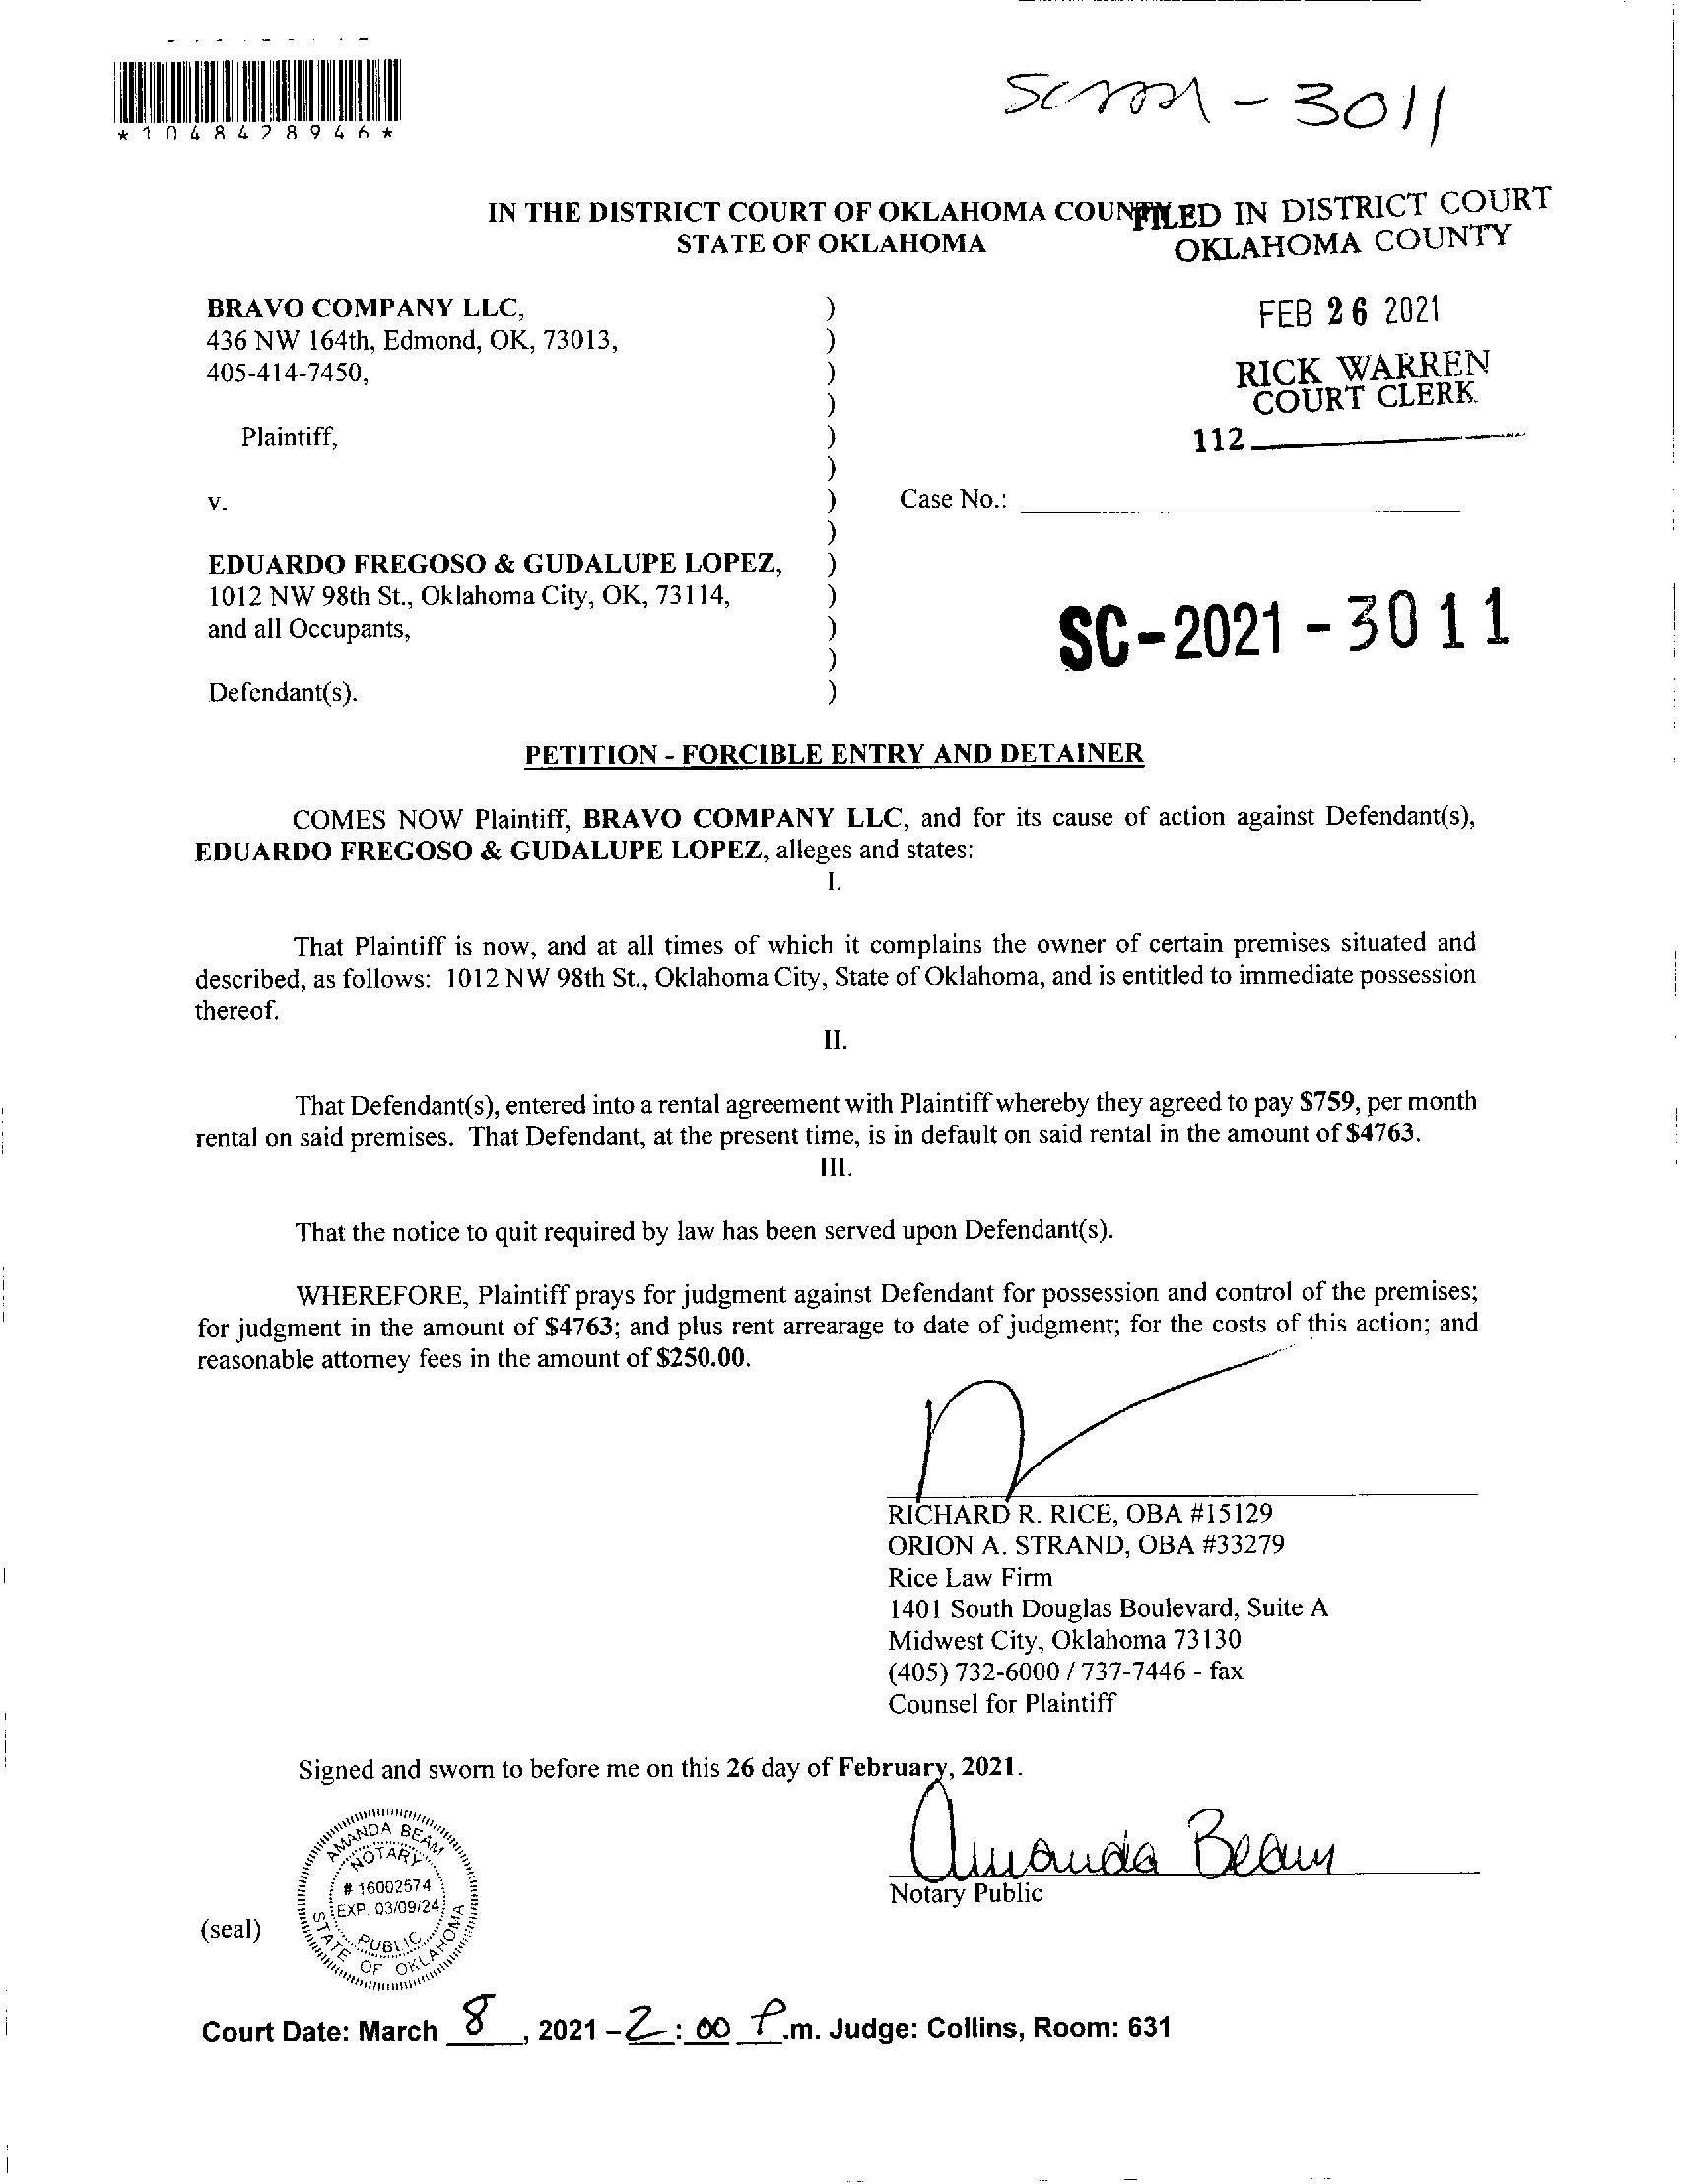 *1048428946*
- 3011
IN THE DISTRICT COURT OF OKLAHOMA COUNTY
STATE OF OKLAHOMA
FILED IN DISTRICT COURT
OKLAHOMA COUNTY
FEB 26 2021
RICK WARREN
COURT CLERK
112
BRAVO COMPANY LLC, )
436 NW 164th, Edmond, OK, 73013, )
405-414-7450, )
)
Plaintiff, )
)
v. ) Case No.:
)
EDUARDO FREGOSO & GUDALUPE LOPEZ, )
1012 NW 98th St., Oklahoma City, OK, 73114, )
and all Occupants, )
)
Defendant(s). )
SC-2021-3011
PETITION - FORCIBLE ENTRY AND DETAINER
COMES NOW Plaintiff, BRAVO COMPANY LLC, and for its cause of action against Defendant(s),
EDUARDO FREGOSO & GUDALUPE LOPEZ, alleges and states:
I.
That Plaintiff is now, and at all times of which it complains the owner of certain premises situated and
described, as follows: 1012 NW 98th St., Oklahoma City, State of Oklahoma, and is entitled to immediate possession
thereof.
II.
That Defendant(s), entered into a rental agreement with Plaintiff whereby they agreed to pay $759, per month
rental on said premises. That Defendant, at the present time, is in default on said rental in the amount of $4763.
III.
That the notice to quit required by law has been served upon Defendant(s).
WHEREFORE, Plaintiff prays for judgment against Defendant for possession and control of the premises;
for judgment in the amount of $4763; and plus rent arrearage to date of judgment; for the costs of this action; and
reasonable attorney fees in the amount of $250.00.
RICHARD R. RICE, OBA #15129
ORION A. STRAND, OBA #33279
Rice Law Firm
1401 South Douglas Boulevard, Suite A
Midwest City, Oklahoma 73130
(405) 732-6000 / 737-7446 - fax
Counsel for Plaintiff
Signed and sworn to before me on this 26 day of February, 2021.
Amanda Beam
Notary Public
(seal)
AMANDA BEAM
NOTARY
# 16002574
EXP. 03/09/24
PUBLIC
STATE OF OKLAHOMA
Court Date: March 8, 2021 - 2:00 P.m. Judge: Collins, Room: 631